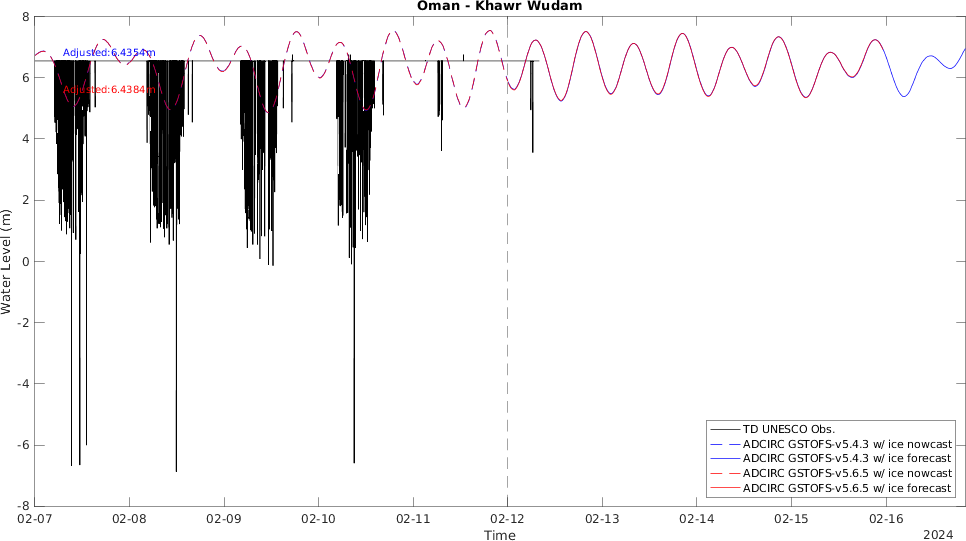 Oman - Khawr Wudam
8
6
4
2
0
-2
-4
-6
-8
Water Level (m)
Adjusted:6.4354m
Adjusted:6.4384m
TD UNESCO Obs.
ADCIRC GSTOFS-v5.4.3 w/ ice nowcast
ADCIRC GSTOFS-v5.4.3 w/ ice forecast
ADCIRC GSTOFS-v5.6.5 w/ ice nowcast
ADCIRC GSTOFS-v5.6.5 w/ ice forecast
02-07 02-08 02-09 02-10 02-11 02-12 02-13 02-14 02-15 02-16
Time
2024